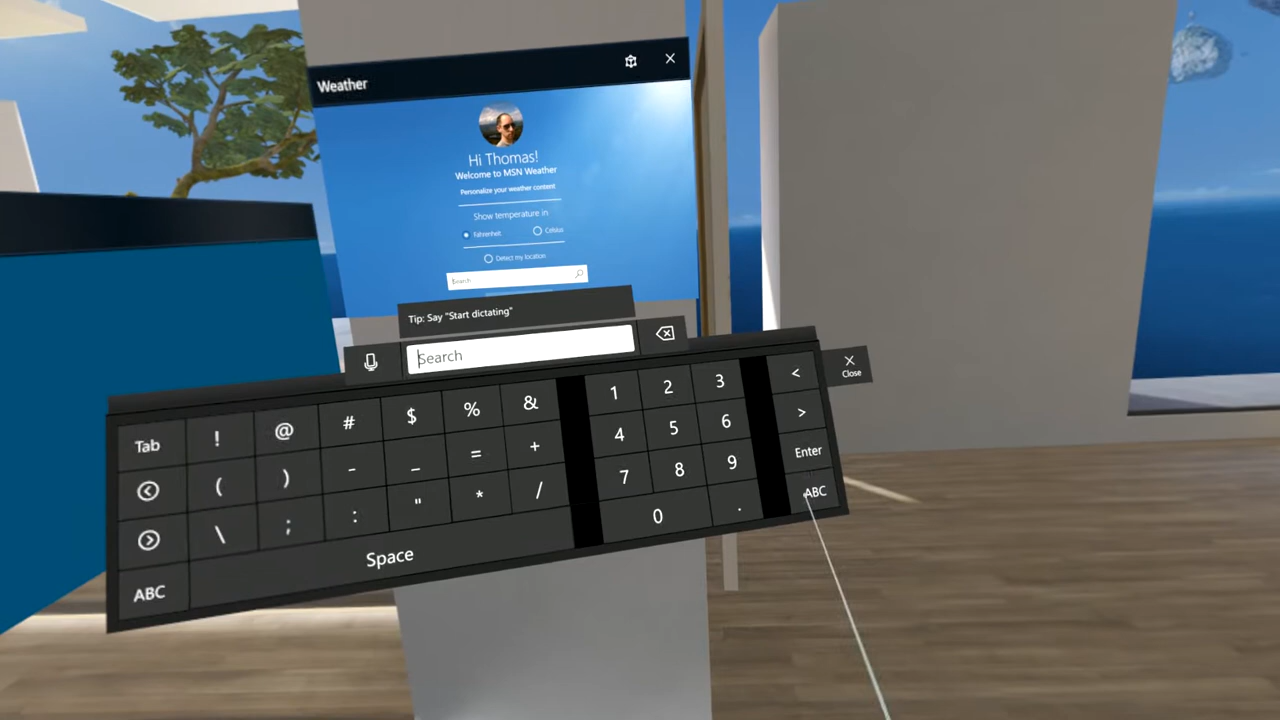 Weather
Hi Thomas!
Welcome to MSN Weather
Personalize your weather content
Show temperature in
Fahrenheit Celsius
Detect my location
Search
Tip: Say "Start dictating"
Search
Close
Tab ! @ # $ % & 1 2 3 <
( ) - _ = + 4 5 6 >
\ ; : " * / 7 8 9 Enter
ABC Space 0 . ABC